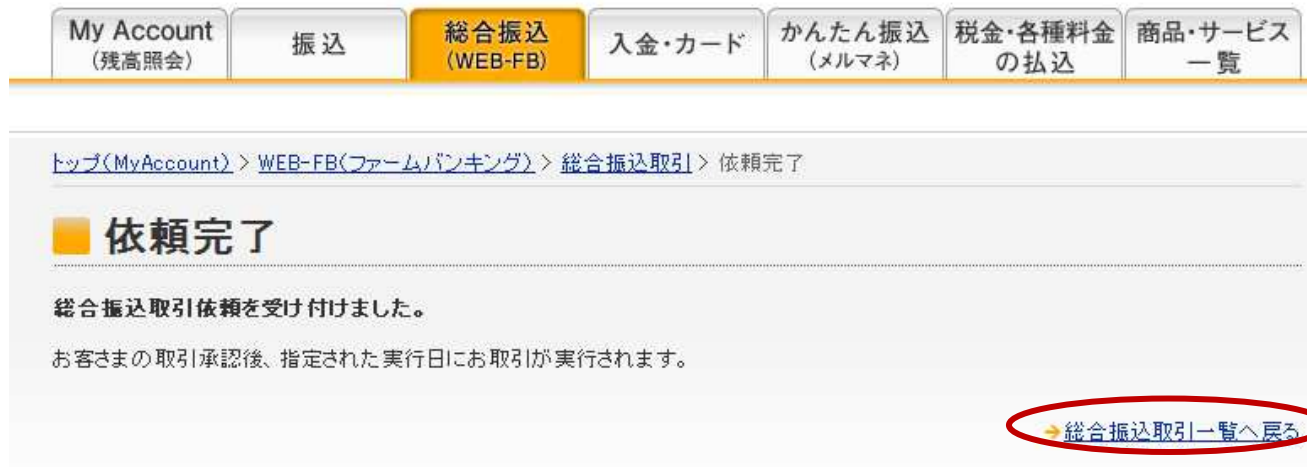 My Account
(残高照会)
振込
総合振込
(WEB-FB)
入金・カード
かんたん振込
(メルマネ)
税金・各種料金
の払込
商品・サービス
一覧
トップ(MyAccount) > WEB-FB(ファームバンキング) > 総合振込取引 > 依頼完了
依頼完了
総合振込取引依頼を受け付けました。
お客さまの取引承認後、指定された実行日にお取引が実行されます。
→総合振込取引一覧へ戻る